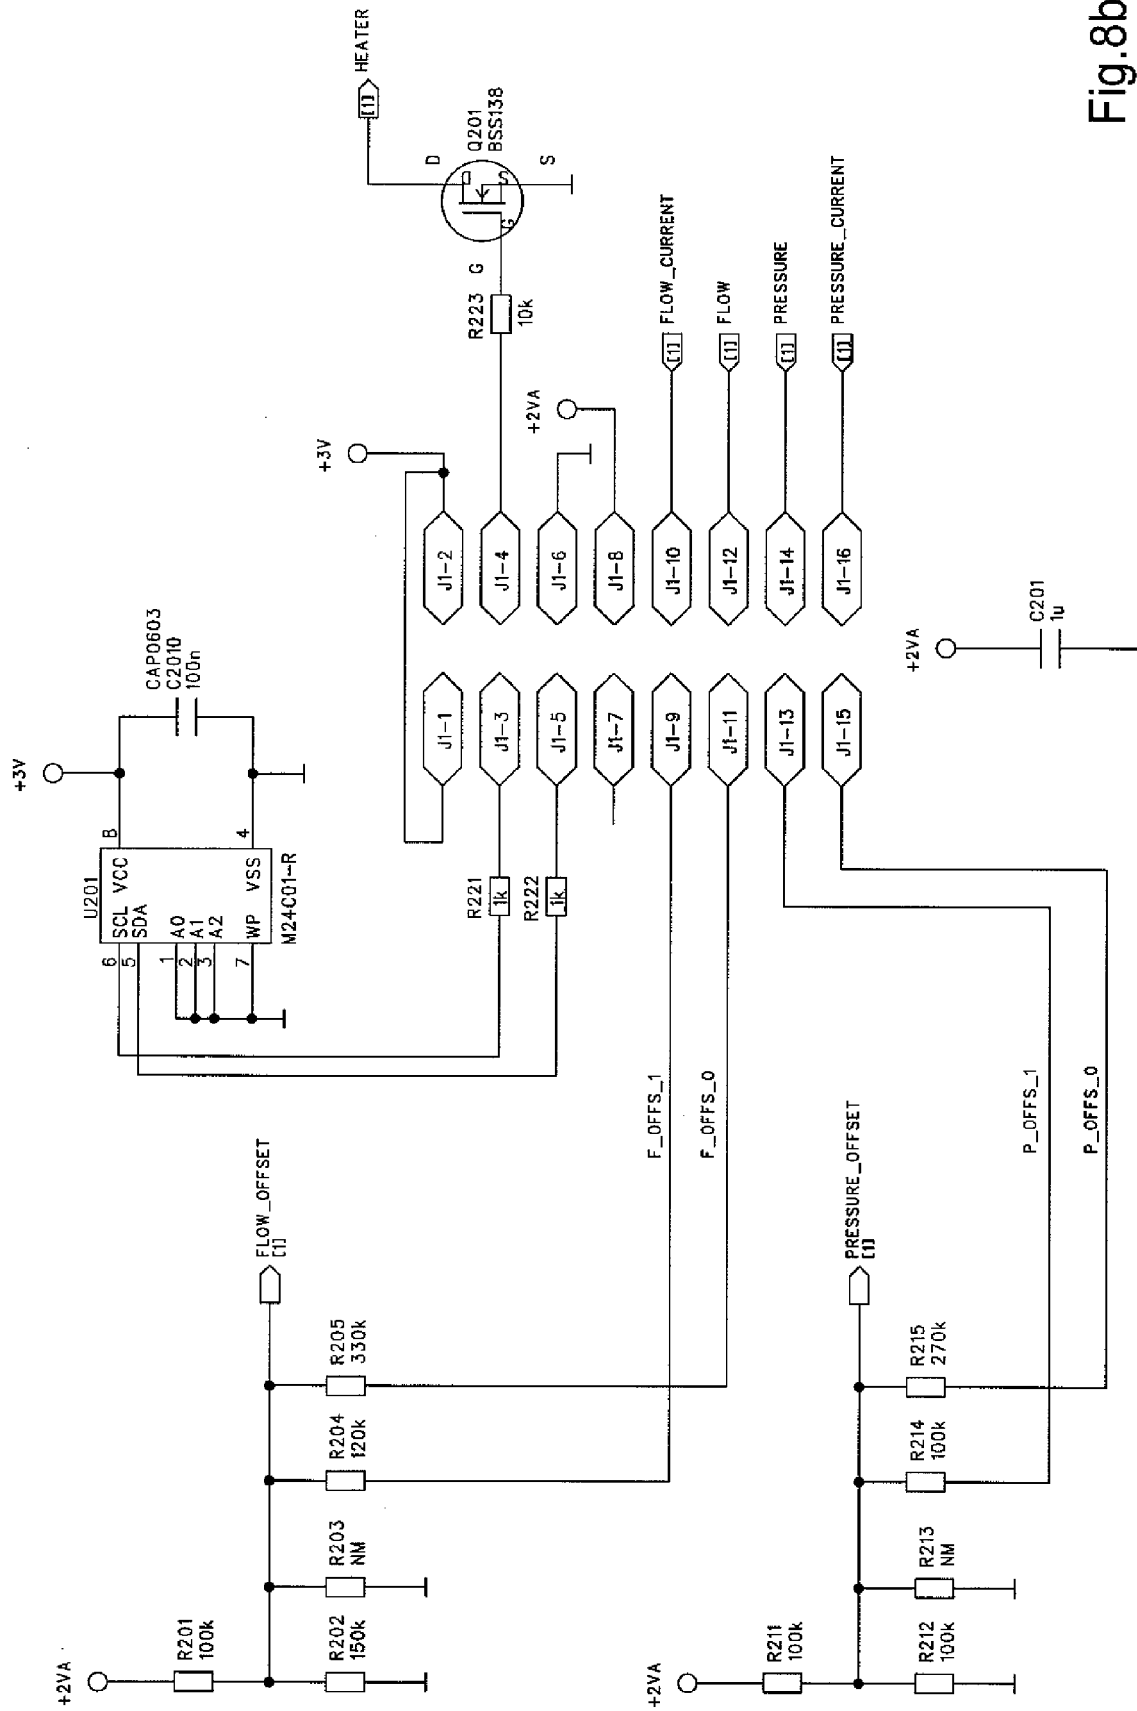 Fig.8b
HEATER
[1]
D
Q201
BSS138
D
S
G
S
G
R223
10k
+3V
+2VA
FLOW_CURRENT
[1]
FLOW
[1]
PRESSURE
[1]
PRESSURE_CURRENT
[1]
J1-2
J1-4
J1-6
J1-8
J1-10
J1-12
J1-14
J1-16
J1-1
J1-3
J1-5
J1-7
J1-9
J1-11
J1-13
J1-15
+2VA
C201
1u
CAP0603
C2010
100n
+3V
8
4
U201
SCL VCC
SDA
A0
A1
A2
WP VSS
M24C01-R
6
5
1
2
3
7
R221
1k
R222
1k
F_OFFS_1
F_OFFS_0
P_OFFS_1
P_OFFS_0
FLOW_OFFSET
[1]
R205
330k
R204
120k
R203
NM
R202
150k
R201
100k
+2VA
PRESSURE_OFFSET
[1]
R215
270k
R214
100k
R213
NM
R212
100k
R211
100k
+2VA